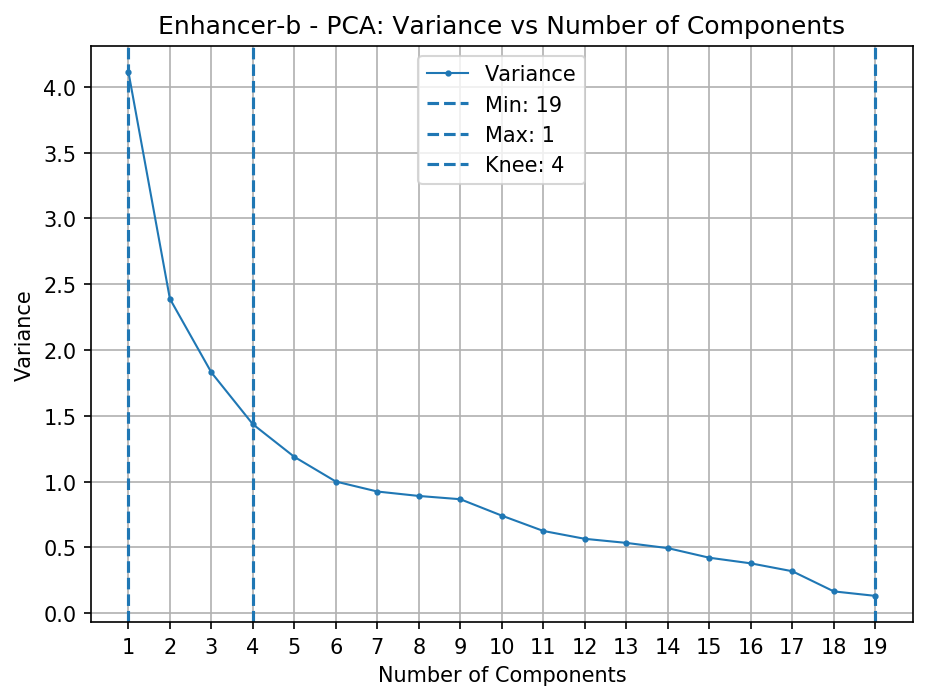 Enhancer-b - PCA: Variance vs Number of Components
Variance
4.0
3.5
3.0
2.5
2.0
1.5
1.0
0.5
0.0
Variance
Min: 19
Max: 1
Knee: 4
1 2 3 4 5 6 7 8 9 10 11 12 13 14 15 16 17 18 19
Number of Components